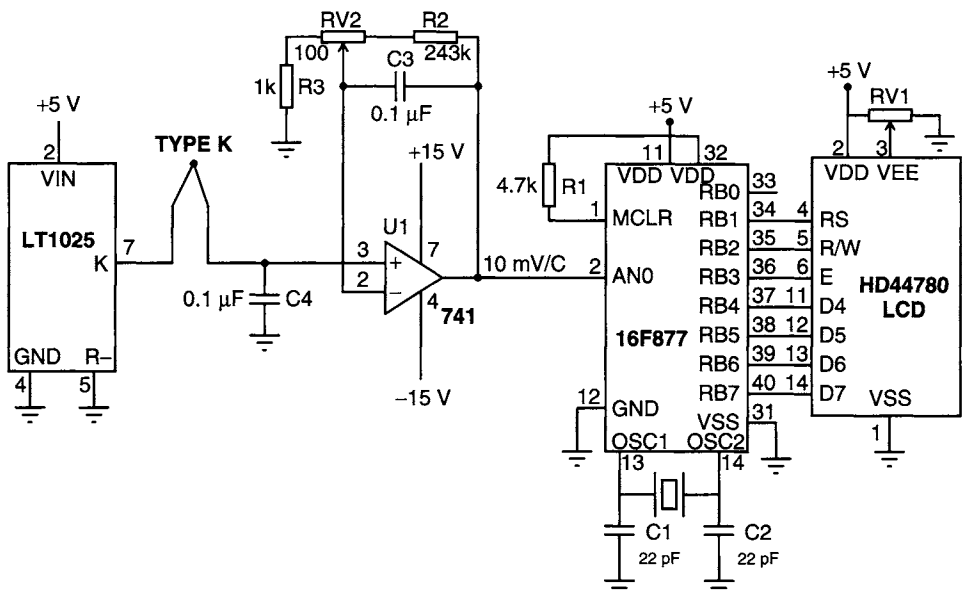 RV2
R2
100
243k
C3
1k
R3
0.1 µF
+5 V
2
VIN
LT1025
K
7
GND
R−
4
5
TYPE K
0.1 µF
C4
+15 V
U1
3
+
7
2
−
4
741
−15 V
10 mV/C
+5 V
11
32
4.7k
R1
VDD
VDD
1
MCLR
2
AN0
16F877
12
GND
RB0
33
RB1
34
RB2
35
RB3
36
RB4
37
RB5
38
RB6
39
RB7
40
VSS
31
OSC1
OSC2
13
14
C1
C2
22 pF
22 pF
+5 V
RV1
2
3
VDD
VEE
4
RS
5
R/W
6
E
11
D4
12
D5
13
D6
14
D7
HD44780
LCD
VSS
1